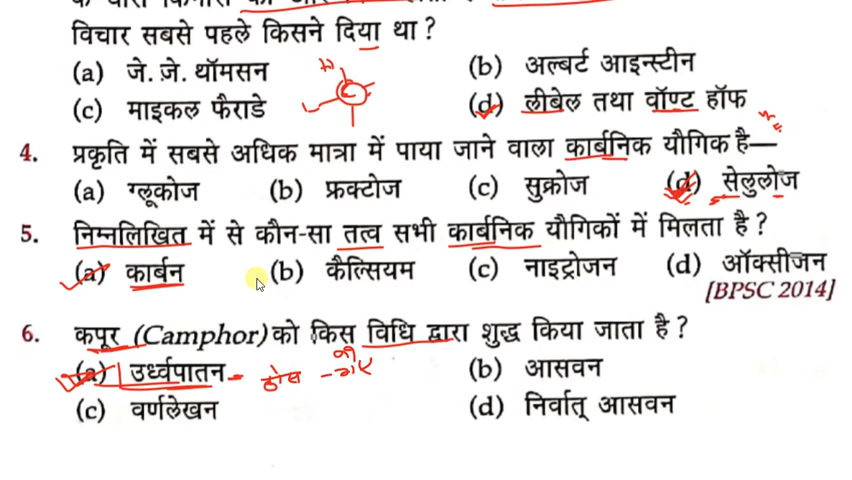 विचार सबसे पहले किसने दिया था ?
(a) जे. ज़े. थॉमसन (b) अल्बर्ट आइन्स्टीन
(c) माइकल फैराडे (d) लीबेल तथा वॉण्ट हॉफ
4. प्रकृति में सबसे अधिक मात्रा में पाया जाने वाला कार्बनिक यौगिक है—
(a) ग्लूकोज (b) फ्रक्टोज (c) सुक्रोज (d) सेलुलोज
5. निम्नलिखित में से कौन-सा तत्व सभी कार्बनिक यौगिकों में मिलता है ?
(a) कार्बन (b) कैल्सियम (c) नाइट्रोजन (d) ऑक्सीजन
[BPSC 2014]
6. कपूर (Camphor) को किस विधि द्वारा शुद्ध किया जाता है ?
(a) उर्ध्वपातन - ठोस - (b) आसवन
(c) वर्णलेखन (d) निर्वात् आसवन